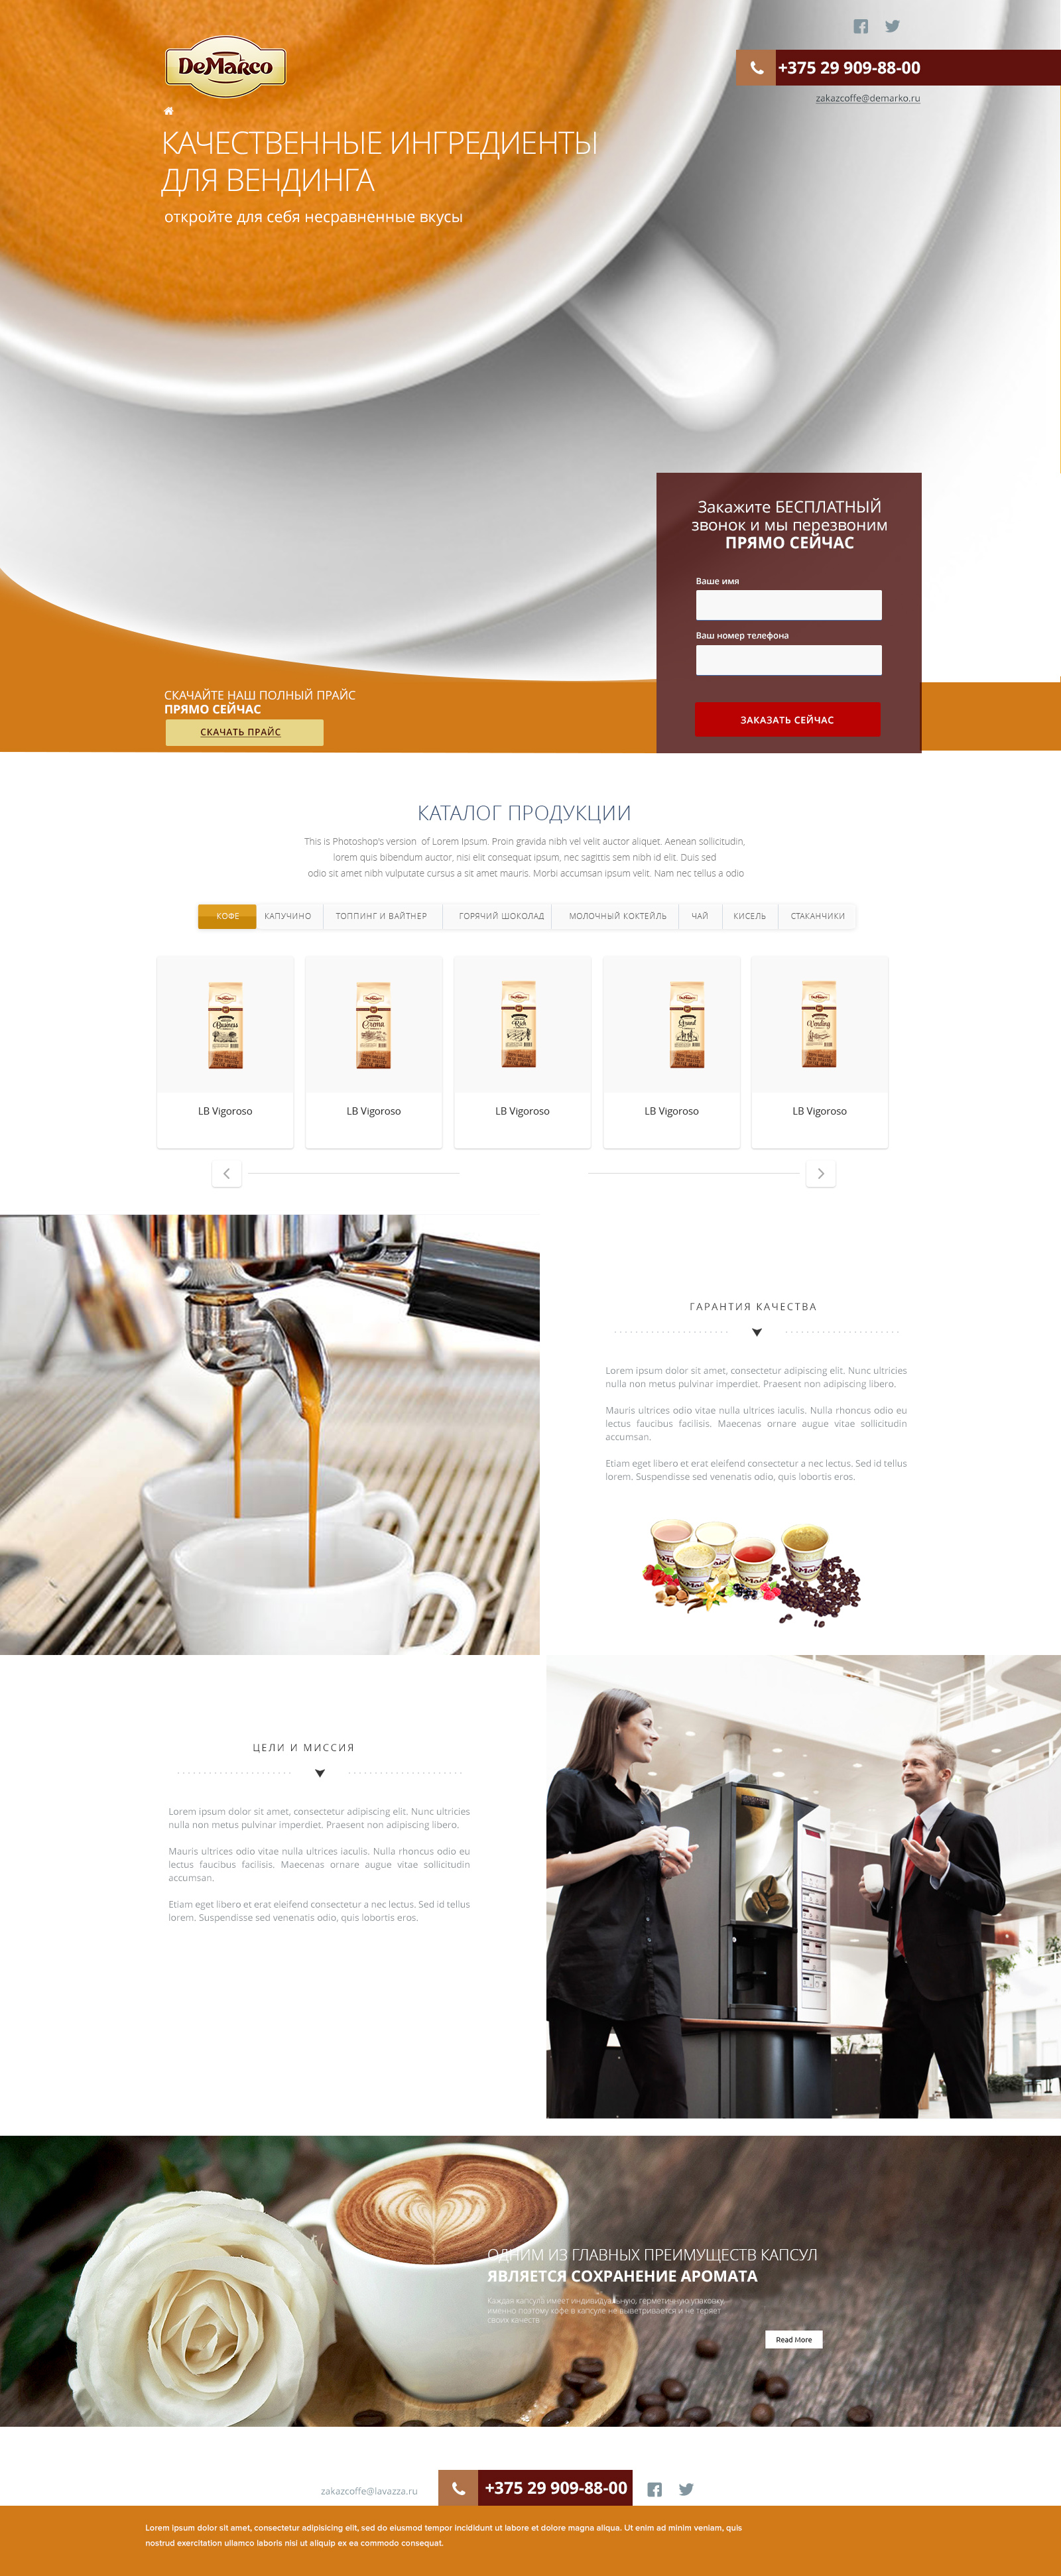 DeMarco
+375 29 909-88-00
zakazcoffe@demarko.ru
КАЧЕСТВЕННЫЕ ИНГРЕДИЕНТЫ
ДЛЯ ВЕНДИНГА
откройте для себя несравненные вкусы
Закажите БЕСПЛАТНЫЙ
звонок и мы перезвоним
ПРЯМО СЕЙЧАС
Ваше имя
Ваш номер телефона
ЗАКАЗАТЬ СЕЙЧАС
СКАЧАЙТЕ НАШ ПОЛНЫЙ ПРАЙС
ПРЯМО СЕЙЧАС
СКАЧАТЬ ПРАЙС
КАТАЛОГ ПРОДУКЦИИ
This is Photoshop's version of Lorem Ipsum. Proin gravida nibh vel velit auctor aliquet. Aenean sollicitudin,
lorem quis bibendum auctor, nisi elit consequat ipsum, nec sagittis sem nibh id elit. Duis sed
odio sit amet nibh vulputate cursus a sit amet mauris. Morbi accumsan ipsum velit. Nam nec tellus a odio
КОФЕ КАПУЧИНО ТОППИНГ И ВАЙТНЕР ГОРЯЧИЙ ШОКОЛАД МОЛОЧНЫЙ КОКТЕЙЛЬ ЧАЙ КИСЕЛЬ СТАКАНЧИКИ
DeMarco DeMarco DeMarco DeMarco DeMarco
Business Crema Rich Grand Vending
LB Vigoroso LB Vigoroso LB Vigoroso LB Vigoroso LB Vigoroso
ГАРАНТИЯ КАЧЕСТВА
Lorem ipsum dolor sit amet, consectetur adipiscing elit. Nunc ultricies
nulla non metus pulvinar imperdiet. Praesent non adipiscing libero.
Mauris ultrices odio vitae nulla ultrices iaculis. Nulla rhoncus odio eu
lectus faucibus facilisis. Maecenas ornare augue vitae sollicitudin
accumsan.
Etiam eget libero et erat eleifend consectetur a nec lectus. Sed id tellus
lorem. Suspendisse sed venenatis odio, quis lobortis eros.
ЦЕЛИ И МИССИЯ
Lorem ipsum dolor sit amet, consectetur adipiscing elit. Nunc ultricies
nulla non metus pulvinar imperdiet. Praesent non adipiscing libero.
Mauris ultrices odio vitae nulla ultrices iaculis. Nulla rhoncus odio eu
lectus faucibus facilisis. Maecenas ornare augue vitae sollicitudin
accumsan.
Etiam eget libero et erat eleifend consectetur a nec lectus. Sed id tellus
lorem. Suspendisse sed venenatis odio, quis lobortis eros.
ОДНИМ ИЗ ГЛАВНЫХ ПРЕИМУЩЕСТВ КАПСУЛ
ЯВЛЯЕТСЯ СОХРАНЕНИЕ АРОМАТА
Каждая капсула имеет индивидуальную, герметичную упаковку,
именно поэтому кофе в капсуле не выветривается и не теряет
своих качеств
Read More
zakazcoffe@lavazza.ru
+375 29 909-88-00
Lorem ipsum dolor sit amet, consectetur adipisicing elit, sed do eiusmod tempor incididunt ut labore et dolore magna aliqua. Ut enim ad minim veniam, quis
nostrud exercitation ullamco laboris nisi ut aliquip ex ea commodo consequat.